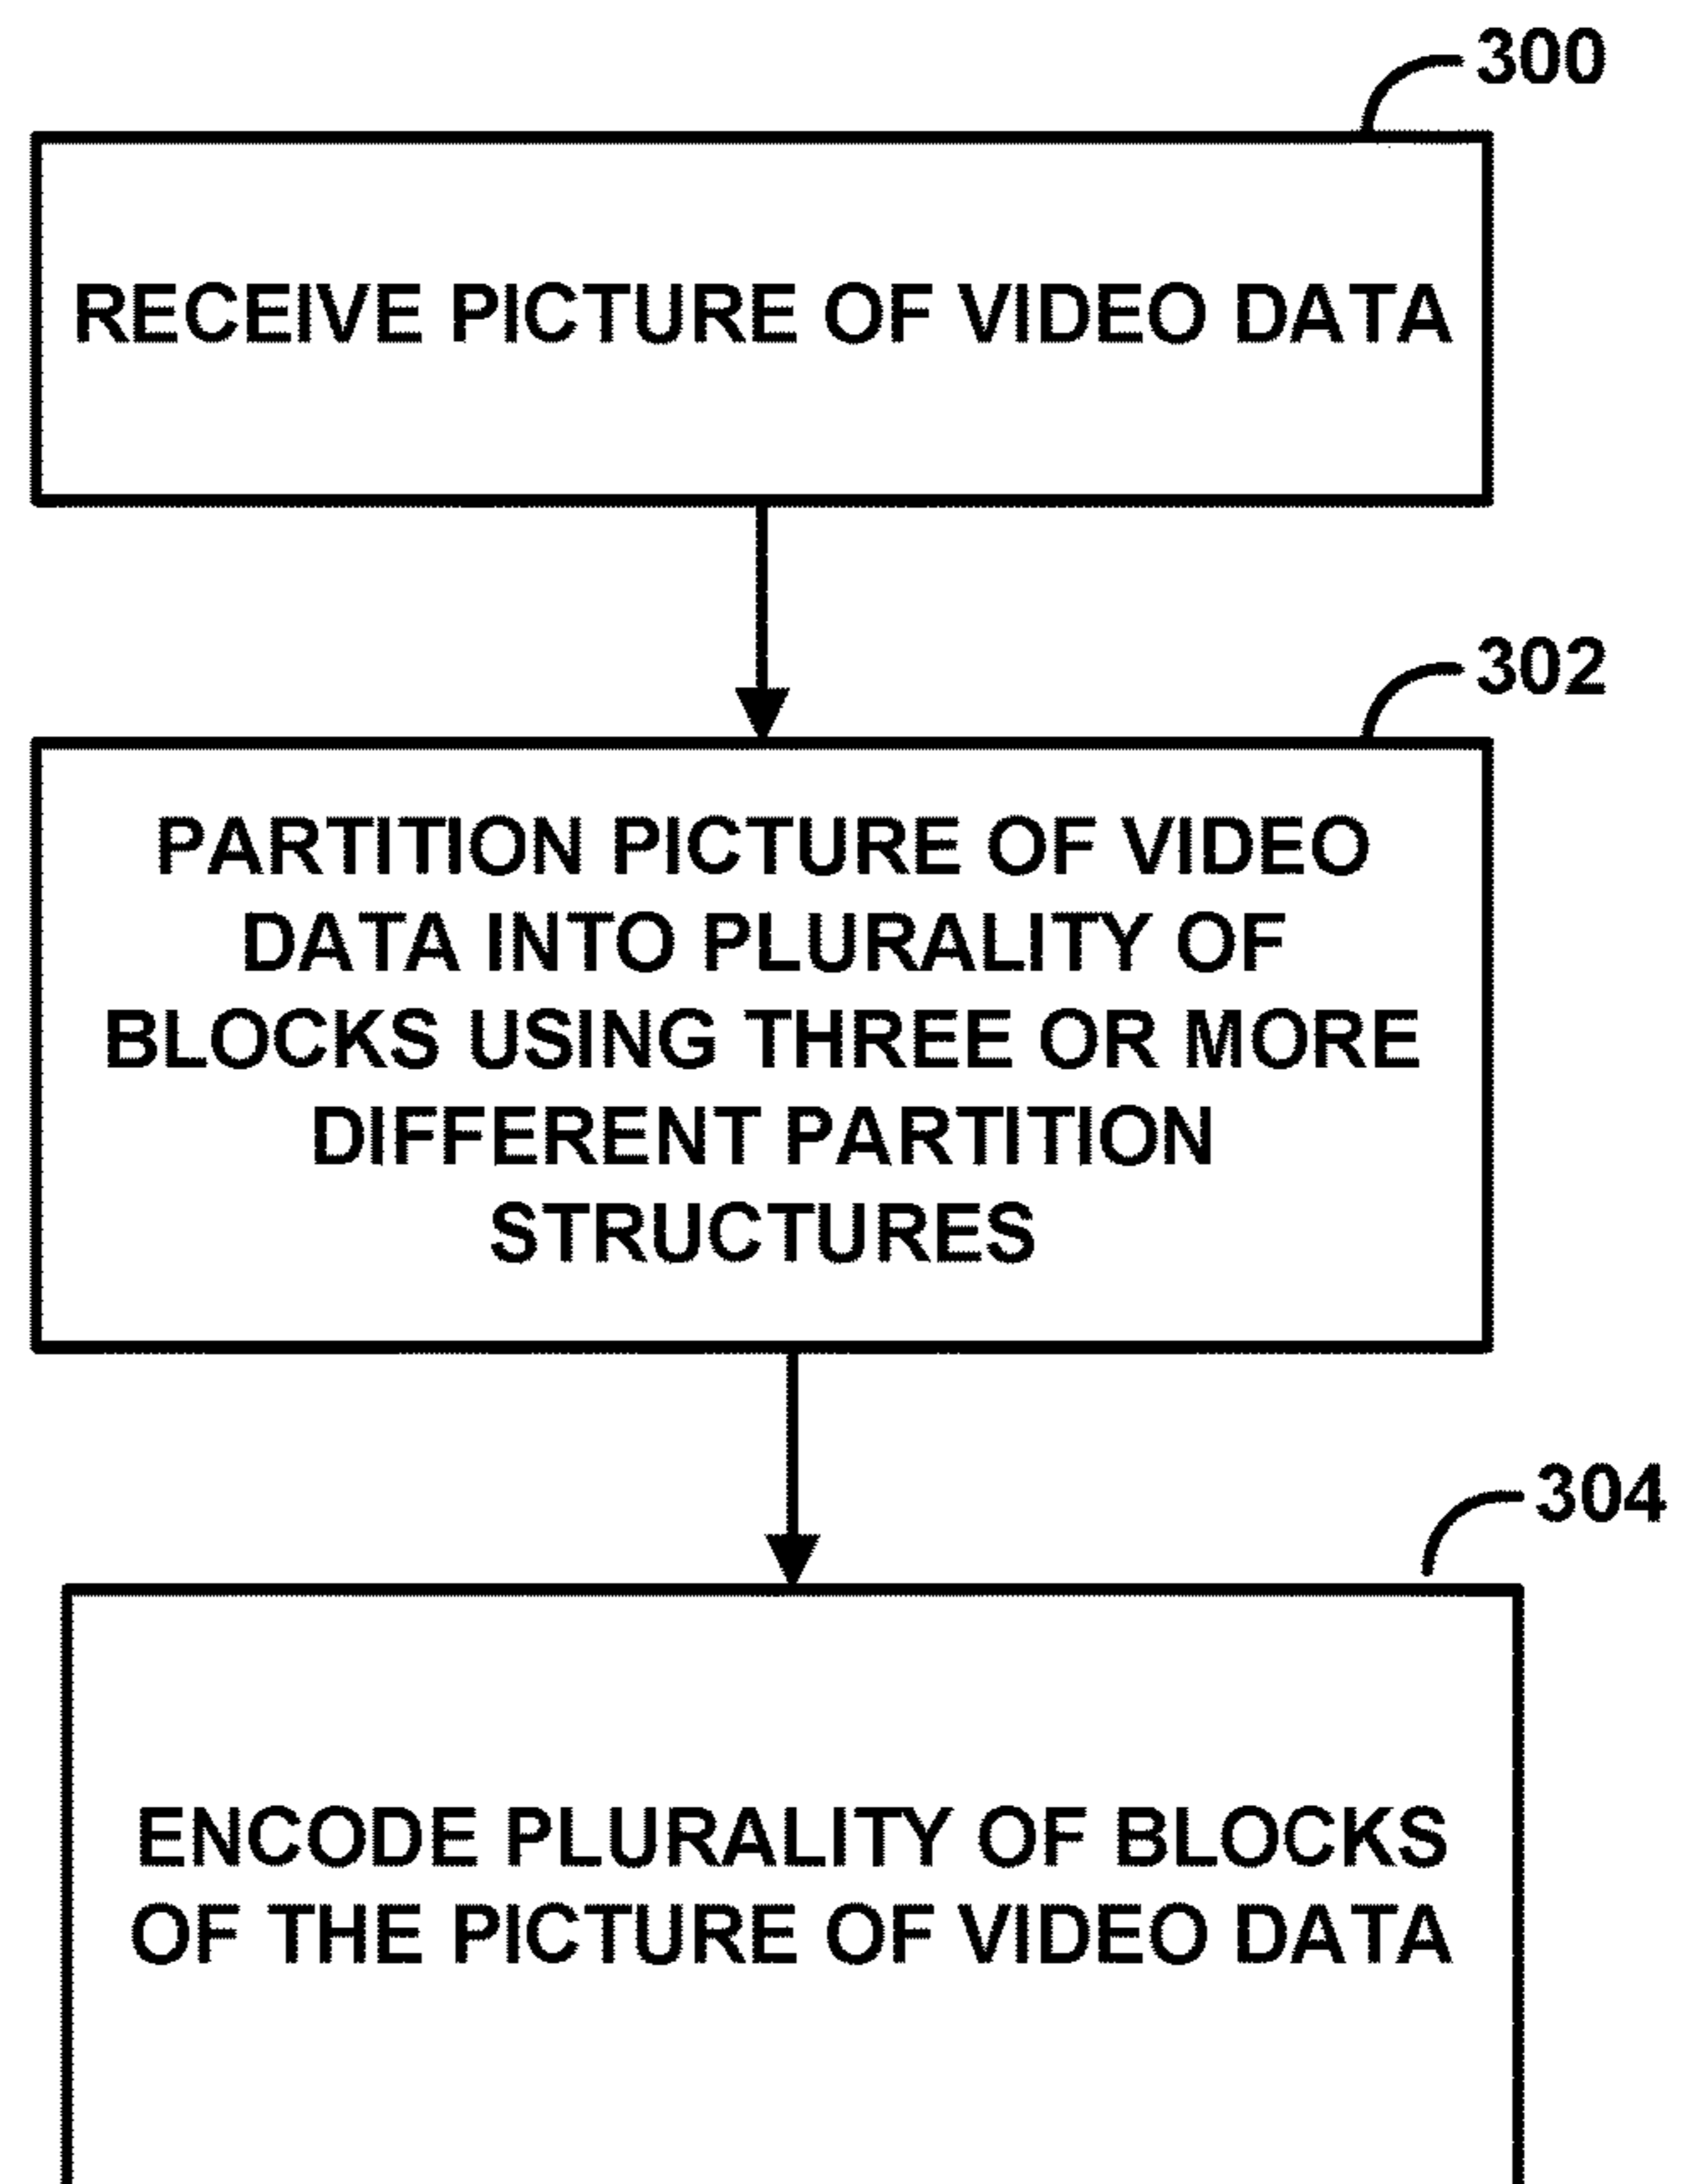 300
RECEIVE PICTURE OF VIDEO DATA
302
PARTITION PICTURE OF VIDEO
DATA INTO PLURALITY OF
BLOCKS USING THREE OR MORE
DIFFERENT PARTITION
STRUCTURES
304
ENCODE PLURALITY OF BLOCKS
OF THE PICTURE OF VIDEO DATA